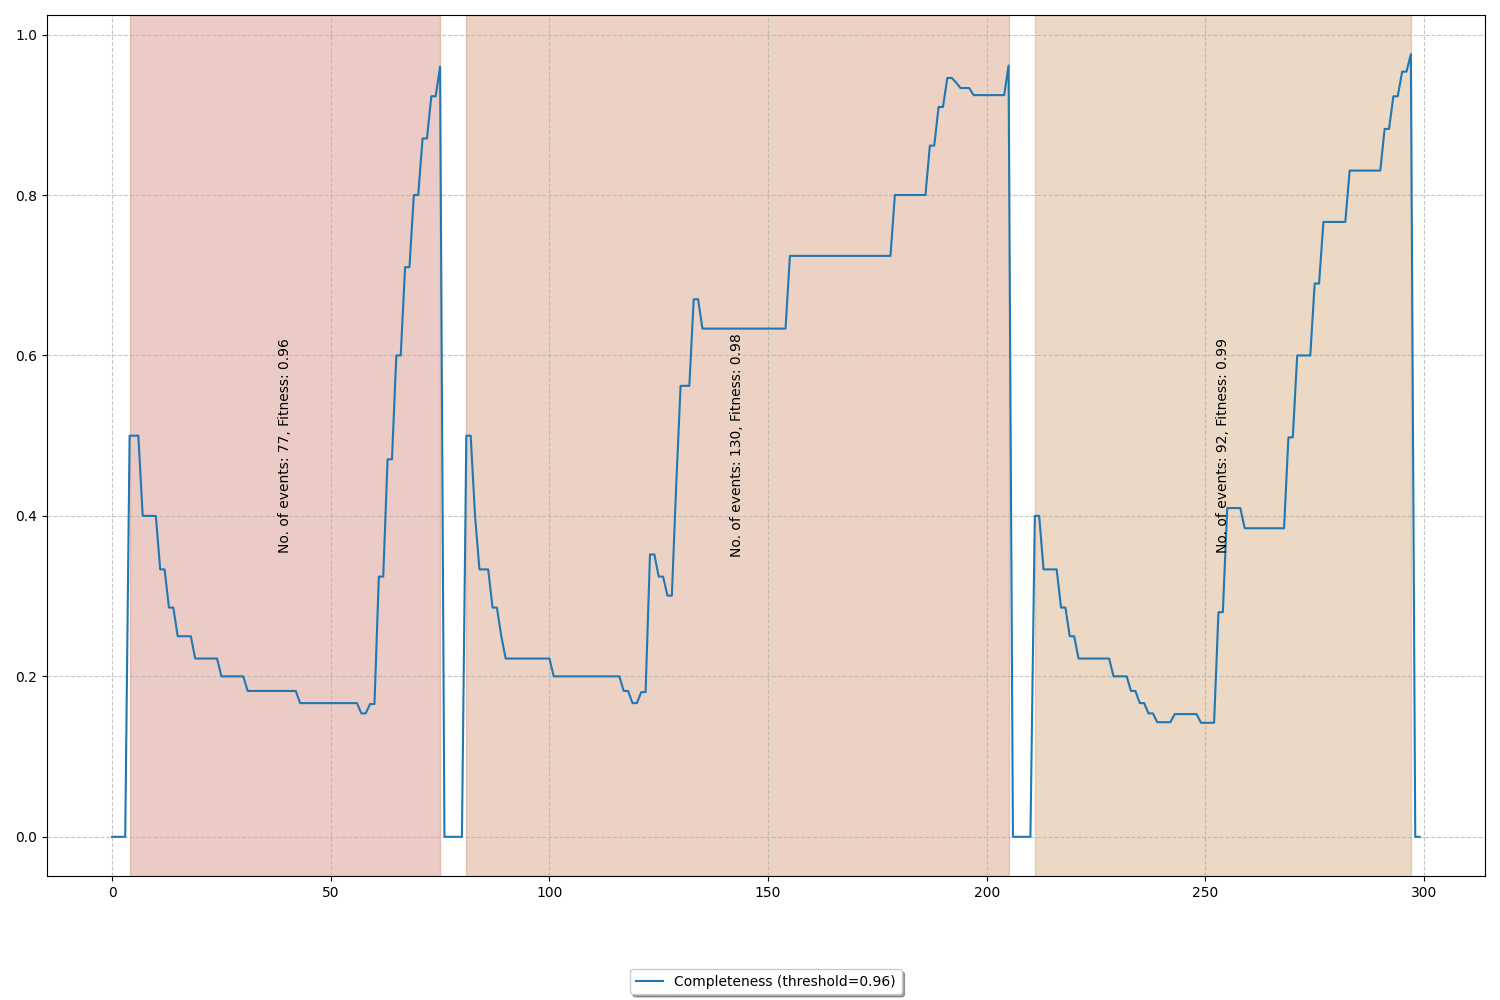 1.0
0.8
0.6
0.4
0.2
0.0
No. of events: 77, Fitness: 0.96
No. of events: 130, Fitness: 0.98
No. of events: 92, Fitness: 0.99
0 50 100 150 200 250 300
Completeness (threshold=0.96)